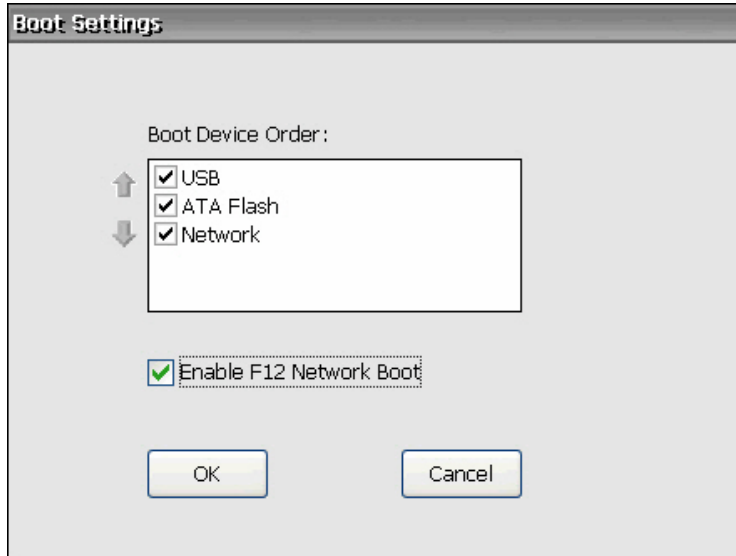 Boot Settings
Boot Device Order:
USB
ATA Flash
Network
Enable F12 Network Boot
OK
Cancel